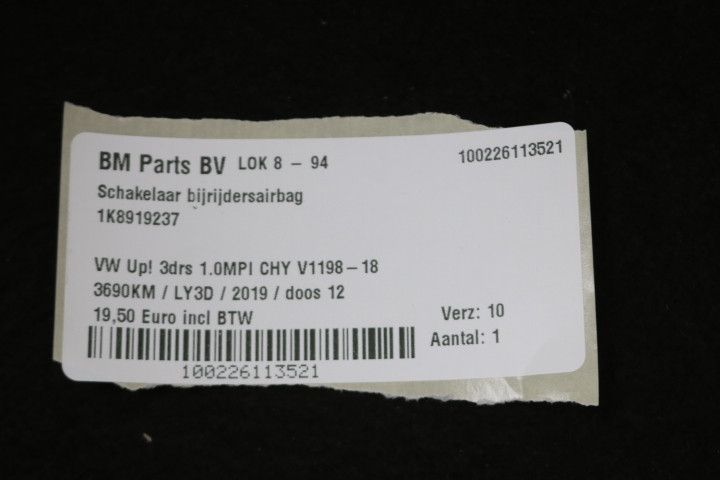 BM Parts BV LOK 8 - 94
100226113521
Schakelaar bijrijdersairbag
1K8919237
VW Up! 3drs 1.0MPI CHY V1198-18
3690KM / LY3D / 2019 / doos 12
19,50 Euro incl BTW
Verz: 10
Aantal: 1
100226113521